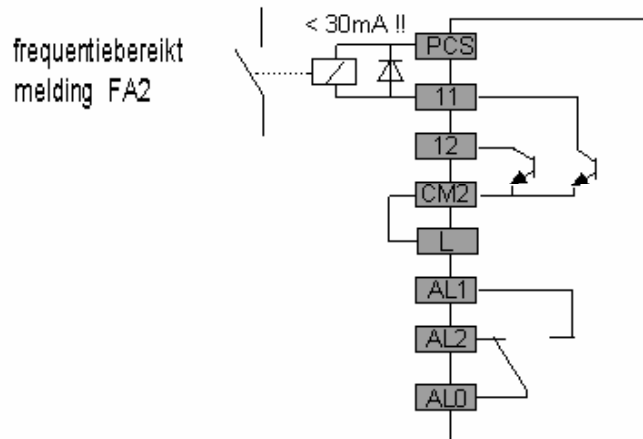 < 30mA !!
frequentiebereikt
melding FA2
PCS
11
12
CM2
L
AL1
AL2
AL0